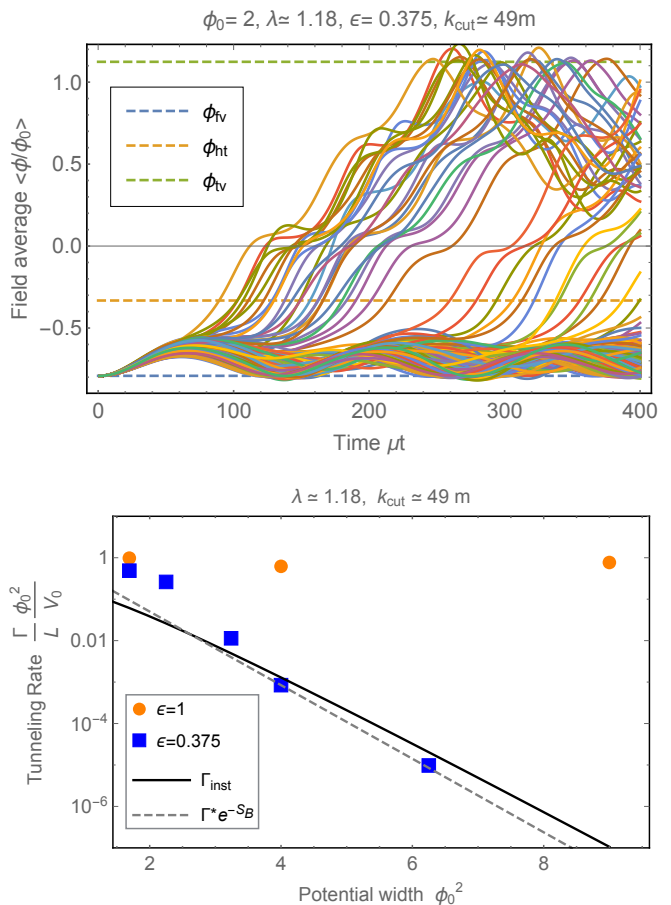 ϕ₀= 2, λ≃ 1.18, ϵ= 0.375, k_cut≃ 49m
Field average <ϕ/ϕ₀>
1.0
0.5
0.0
−0.5
ϕ_fv
ϕ_ht
ϕ_tv
0 100 200 300 400
Time μt
λ ≃ 1.18, k_cut ≃ 49 m
Tunneling Rate Γ/L ϕ₀²/V₀
1
0.01
10⁻⁴
10⁻⁶
ϵ=1
ϵ=0.375
Γ_inst
Γ* e^(−S_B)
2 4 6 8
Potential width ϕ₀²